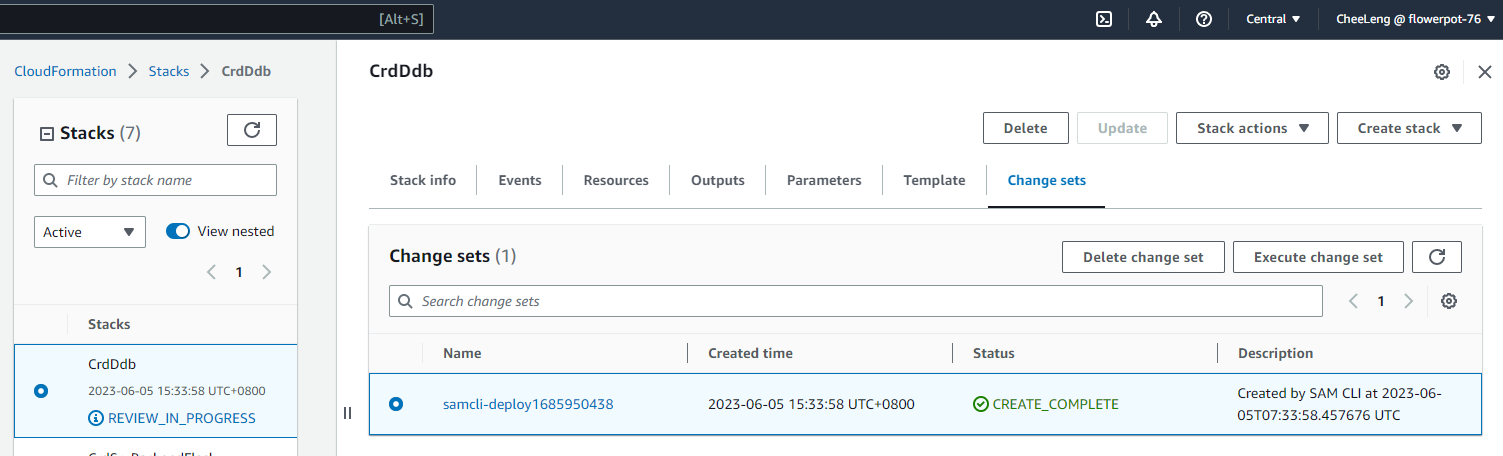 [Alt+S]
Central
CheeLeng @ flowerpot-76
CloudFormation
Stacks
CrdDdb
Stacks (7)
Filter by stack name
Active
View nested
1
Stacks
CrdDdb
2023-06-05 15:33:58 UTC+0800
REVIEW_IN_PROGRESS
CrdDdb
Delete
Update
Stack actions
Create stack
Stack info
Events
Resources
Outputs
Parameters
Template
Change sets
Change sets (1)
Delete change set
Execute change set
Search change sets
1
Name
Created time
Status
Description
samcli-deploy1685950438
2023-06-05 15:33:58 UTC+0800
CREATE_COMPLETE
Created by SAM CLI at 2023-06-
05T07:33:58.457676 UTC